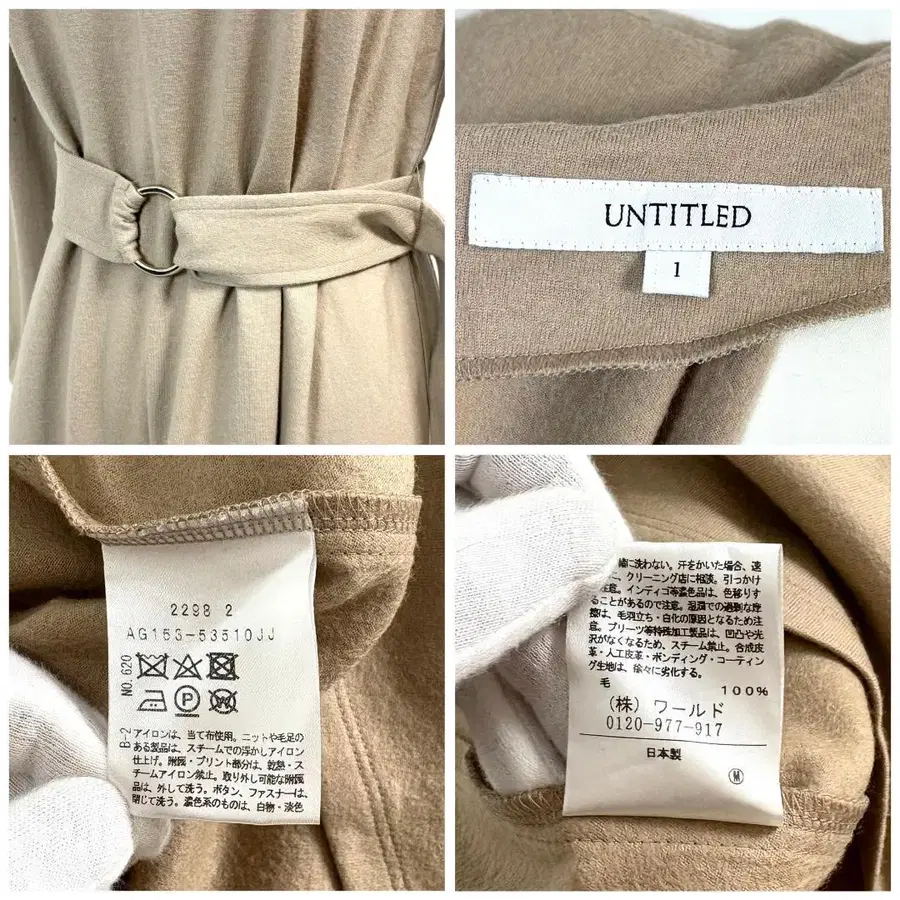 UNTITLED
1
2298 2
AG153-53510JJ
NO.620
B-2
アイロンは、当て布使用。ニットや毛足の
ある製品は、スチームでの浮かしアイロン
仕上げ。附属・プリント部分は、乾熱・ス
チームアイロン禁止。取り外し可能な附属
品は、外して洗う。ボタン、ファスナーは、
閉じて洗う。濃色系のものは、白物・淡色
緒に洗わない。汗をかいた場合、速
に、クリーニング店に相談。引っかけ
注意。インディゴ等濃色品は、色移りす
ることがあるので注意。湿潤での過剰な摩
擦は、毛羽立ち・白化の原因となるため注
意。プリーツ等特殊加工製品は、凹凸や光
沢がなくなるため、スチーム禁止。合成皮
革・人工皮革・ボンディング・コーティン
グ生地は、徐々に劣化する。
毛 100%
(株) ワールド
0120-977-917
日本製
M